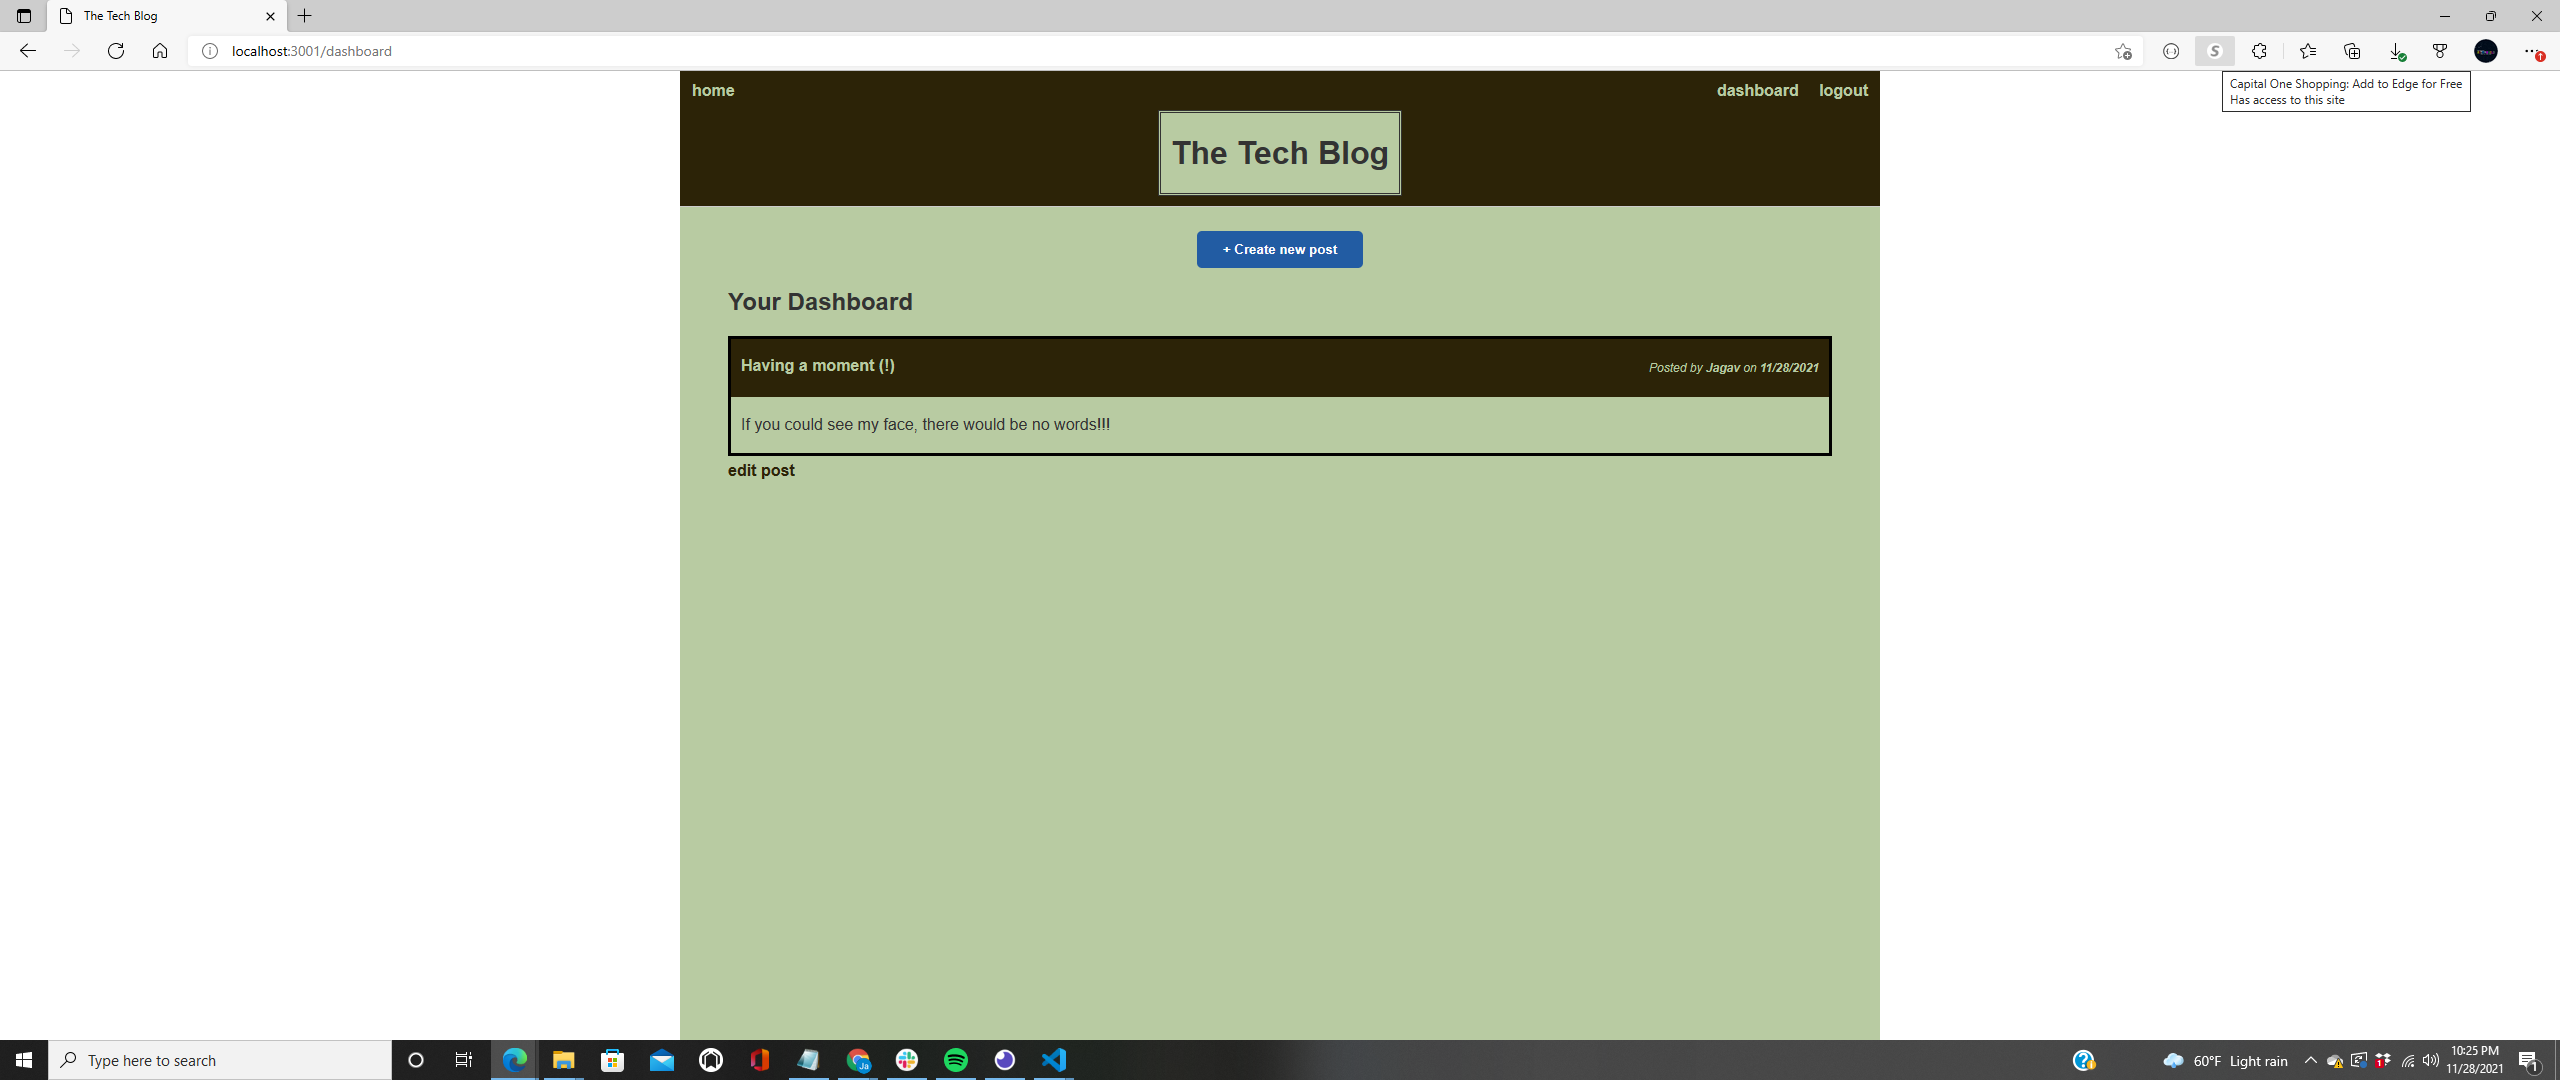 The Tech Blog
localhost:3001/dashboard
Capital One Shopping: Add to Edge for Free
Has access to this site
home
dashboard
logout
The Tech Blog
+ Create new post
Your Dashboard
Having a moment (!)
Posted by Jagav on 11/28/2021
If you could see my face, there would be no words!!!
edit post
Type here to search
Ja
60°F Light rain
10:25 PM
11/28/2021
1